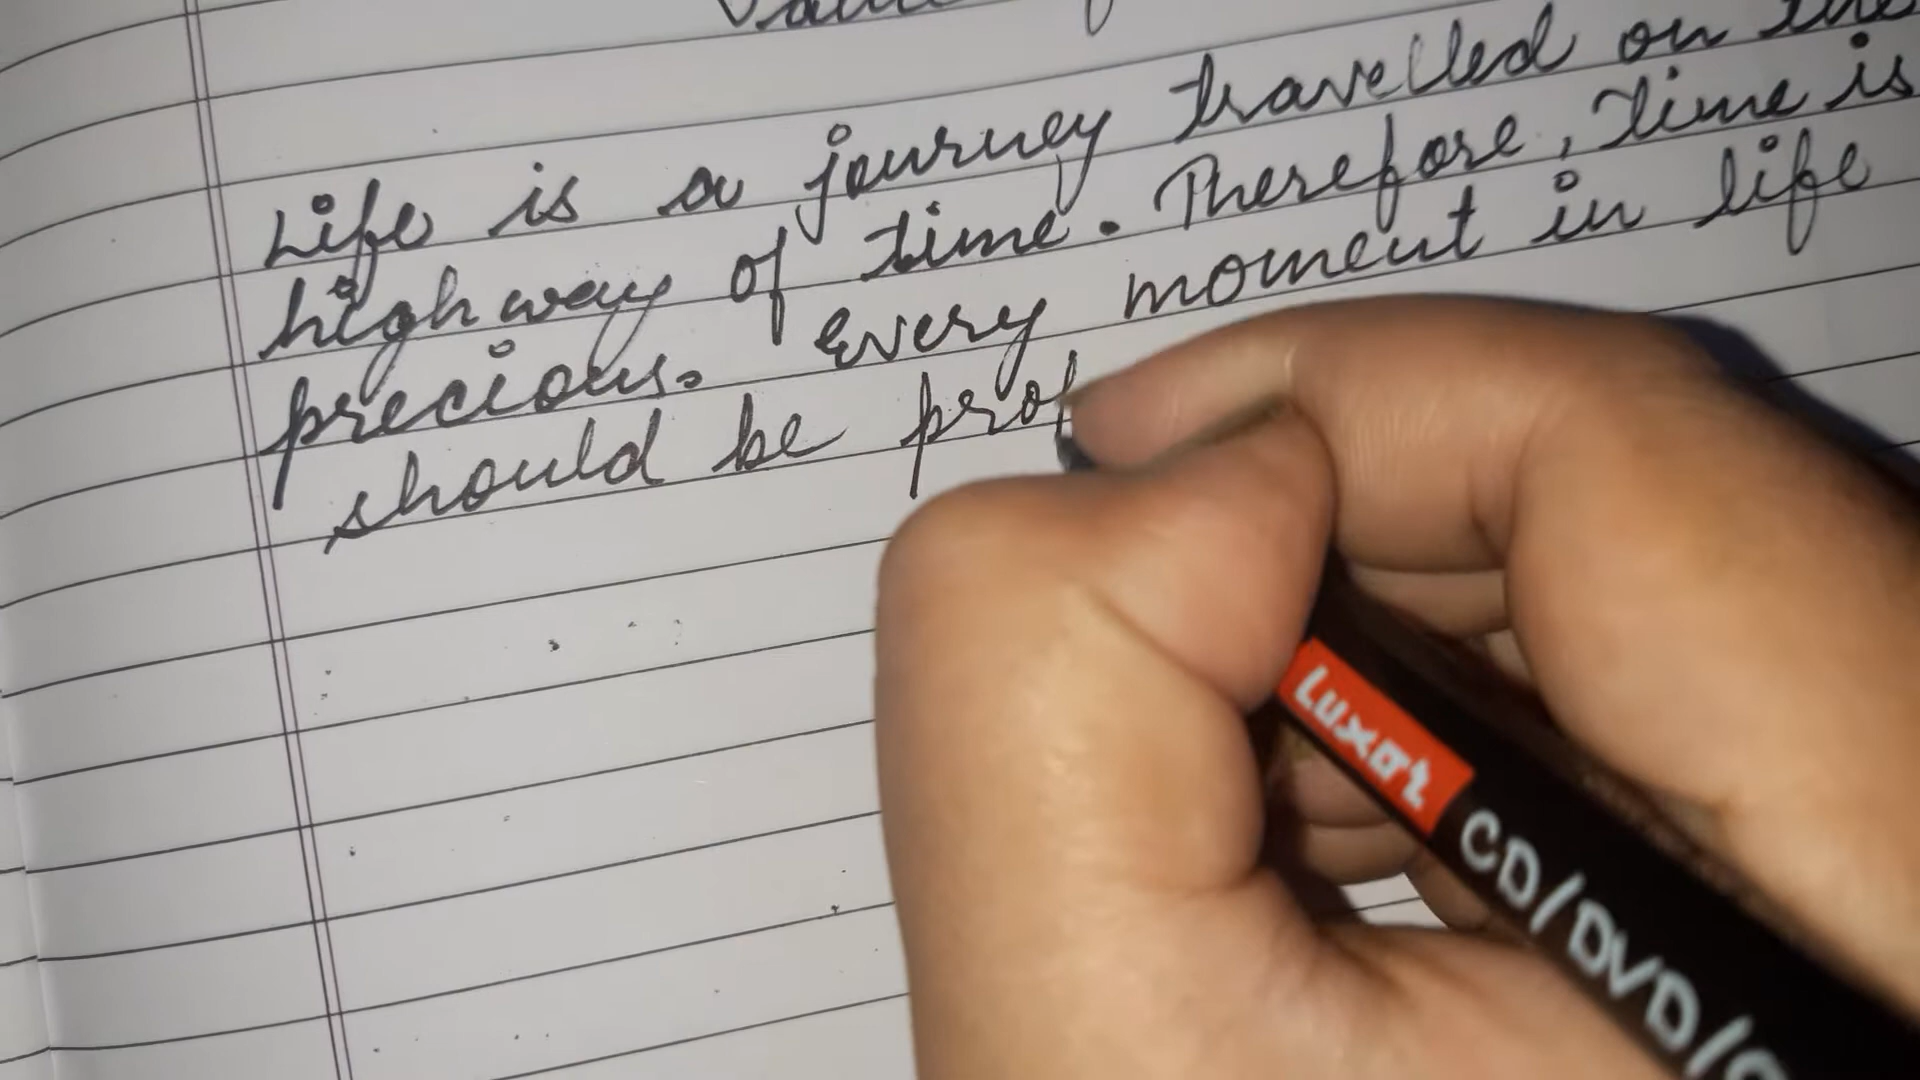 Life is a journey travelled on the
highway of time. Therefore, time is
precious. Every moment in life
should be prof
Luxor
CD/DVD/